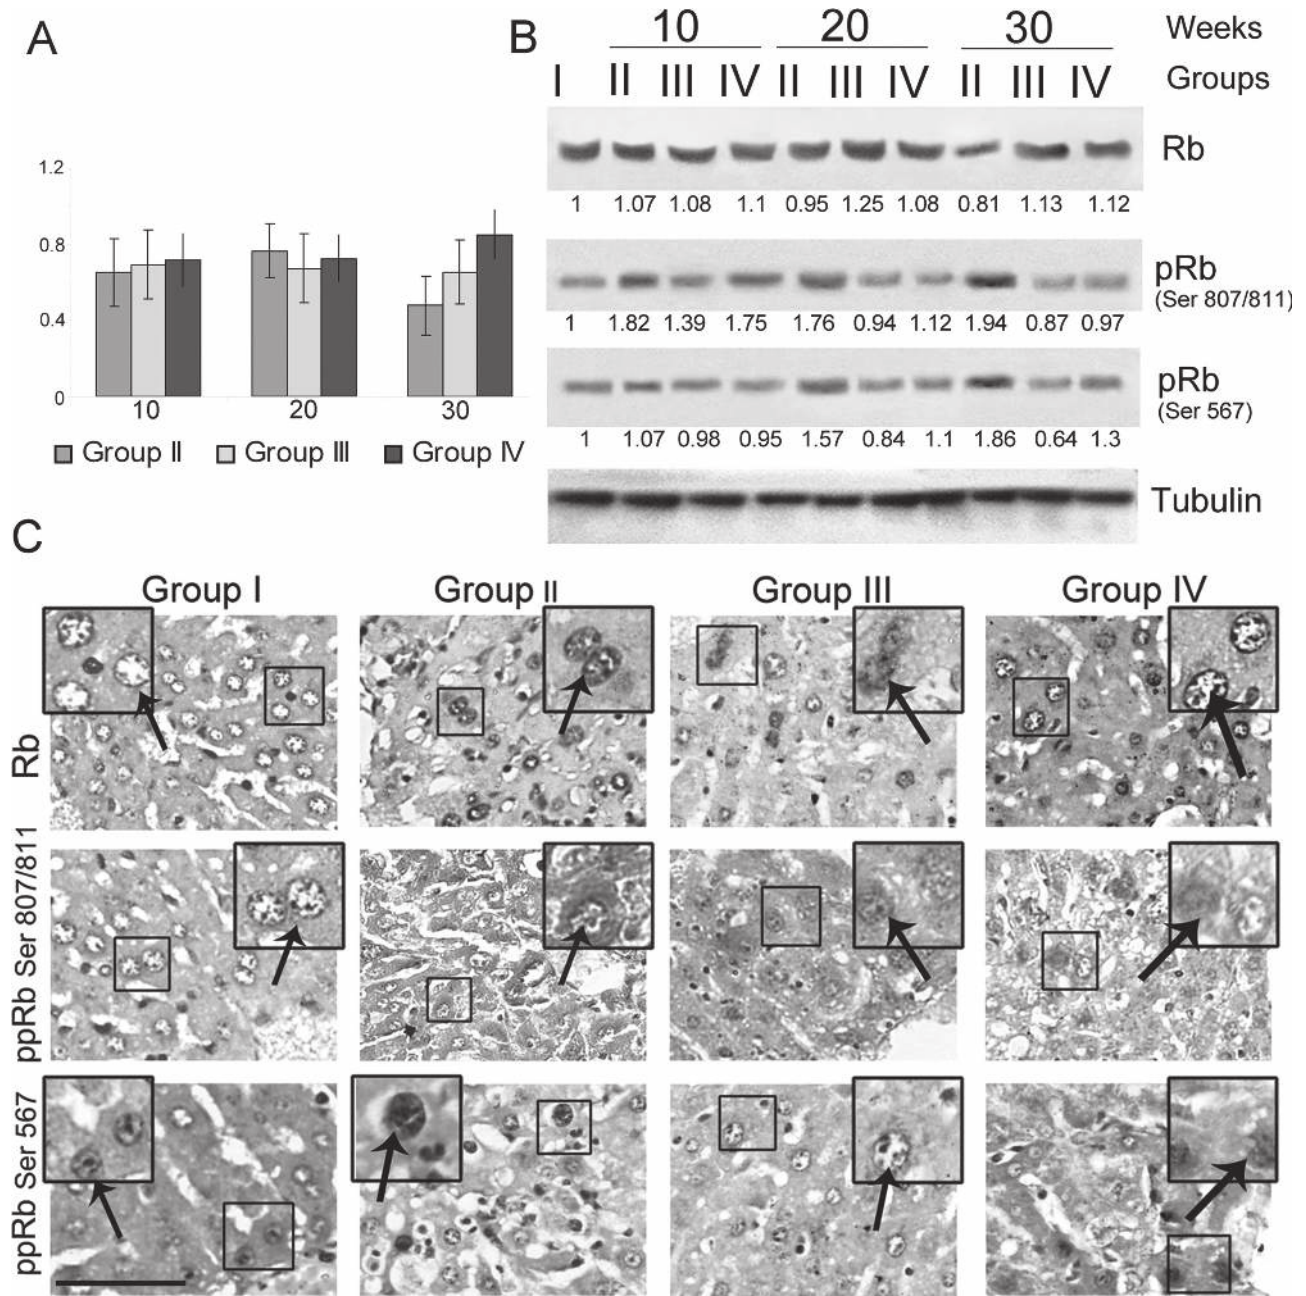 A
1.2
0.8
0.4
0
10 20 30
Group II Group III Group IV
B
10 20 30 Weeks
I II III IV II III IV II III IV Groups
Rb
1 1.07 1.08 1.1 0.95 1.25 1.08 0.81 1.13 1.12
pRb
(Ser 807/811)
1 1.82 1.39 1.75 1.76 0.94 1.12 1.94 0.87 0.97
pRb
(Ser 567)
1 1.07 0.98 0.95 1.57 0.84 1.1 1.86 0.64 1.3
Tubulin
C
Group I Group II Group III Group IV
Rb
ppRb Ser 807/811
ppRb Ser 567